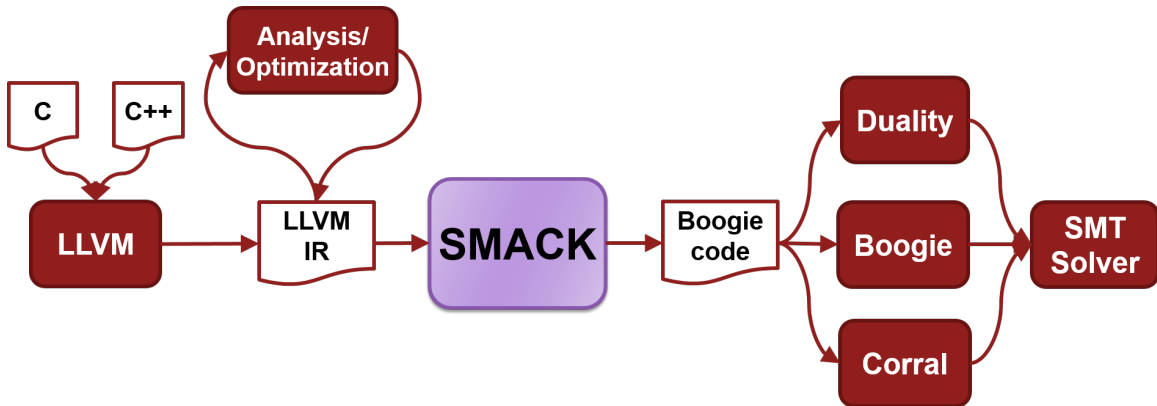 Analysis/
Optimization
C
C++
LLVM
LLVM
IR
SMACK
Boogie
code
Duality
Boogie
Corral
SMT
Solver